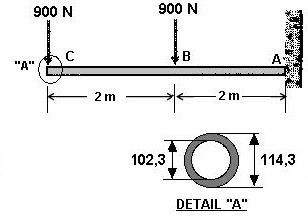 900 N 900 N
"A" C B A
2 m 2 m
102,3 114,3
DETAIL "A"